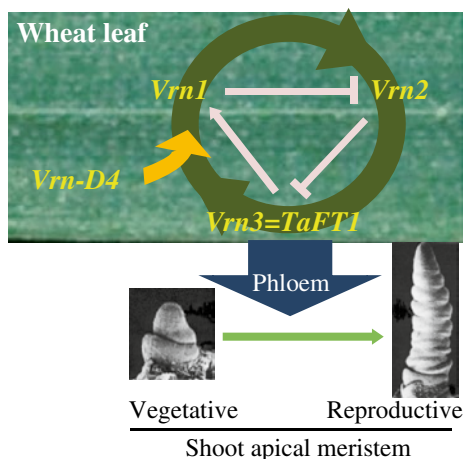 Wheat leaf
Vrn1
Vrn2
Vrn-D4
Vrn3=TaFT1
Phloem
Vegetative
Reproductive
Shoot apical meristem